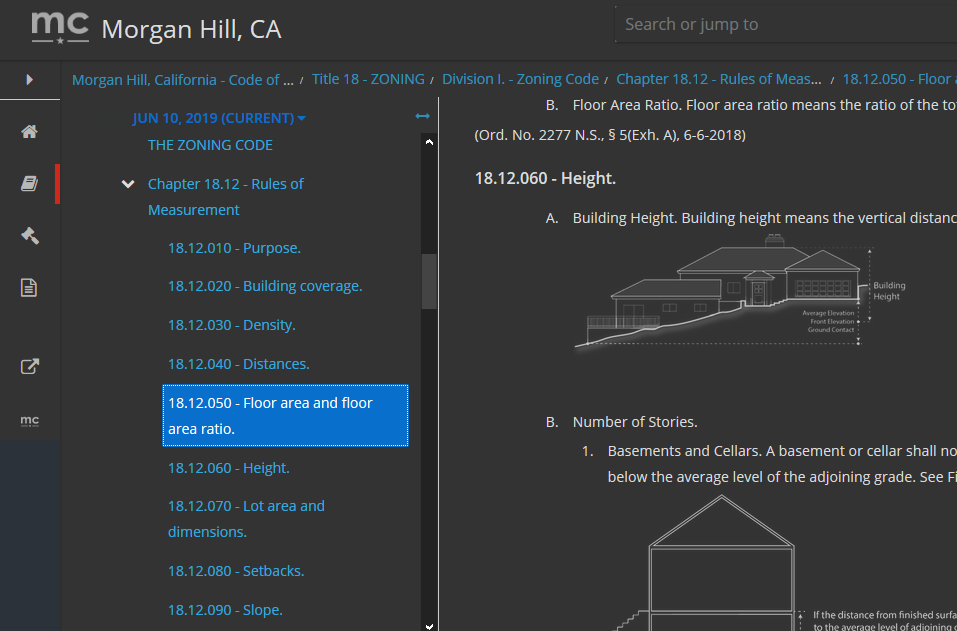 mc
Morgan Hill, CA
Search or jump to
Morgan Hill, California - Code of ... / Title 18 - ZONING / Division I. - Zoning Code / Chapter 18.12 - Rules of Meas... / 18.12.050 - Floor
JUN 10, 2019 (CURRENT)
THE ZONING CODE
Chapter 18.12 - Rules of
Measurement
18.12.010 - Purpose.
18.12.020 - Building coverage.
18.12.030 - Density.
18.12.040 - Distances.
18.12.050 - Floor area and floor
area ratio.
18.12.060 - Height.
18.12.070 - Lot area and
dimensions.
18.12.080 - Setbacks.
18.12.090 - Slope.
mc
B. Floor Area Ratio. Floor area ratio means the ratio of the to
(Ord. No. 2277 N.S., § 5(Exh. A), 6-6-2018)
18.12.060 - Height.
A. Building Height. Building height means the vertical distanc
Building
Height
Average Elevation
Front Elevation
Ground Contact
B. Number of Stories.
1. Basements and Cellars. A basement or cellar shall no
below the average level of the adjoining grade. See Fi
If the distance from finished surfa
to the average level of adjoining